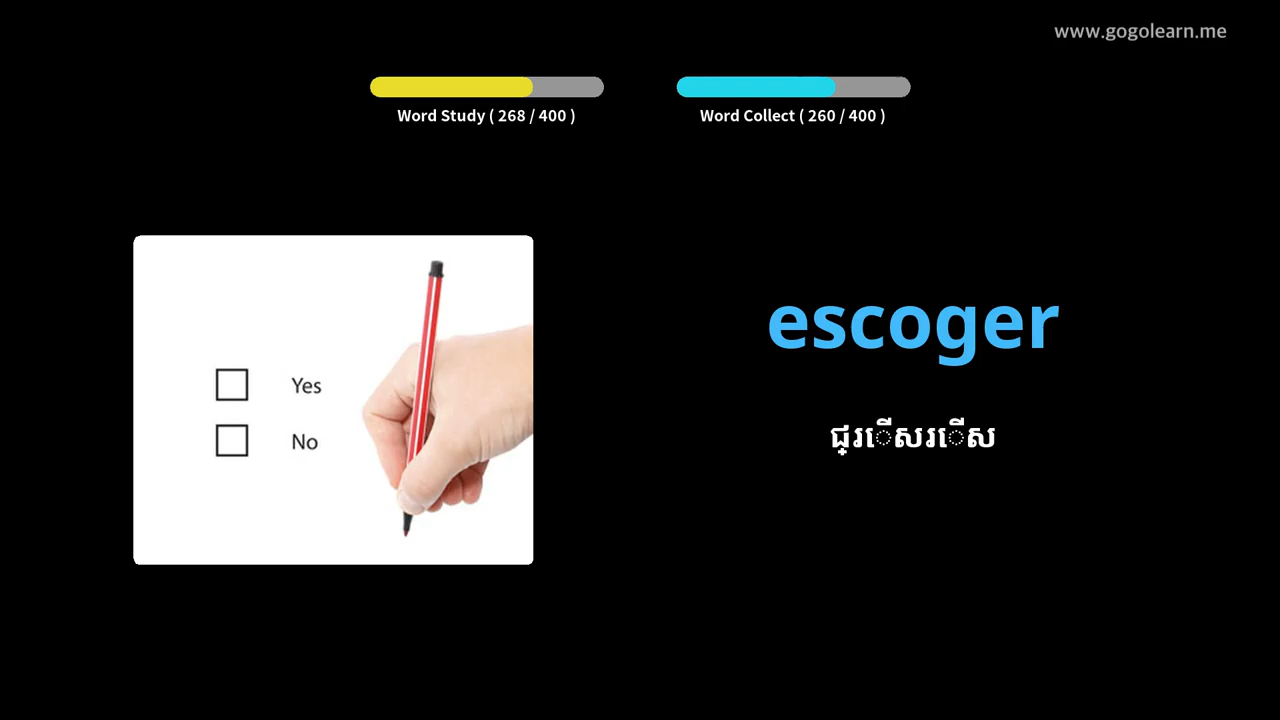 www.gogolearn.me
Word Study ( 268 / 400 )
Word Collect ( 260 / 400 )
Yes
No
escoger
ជ្រើសរើស